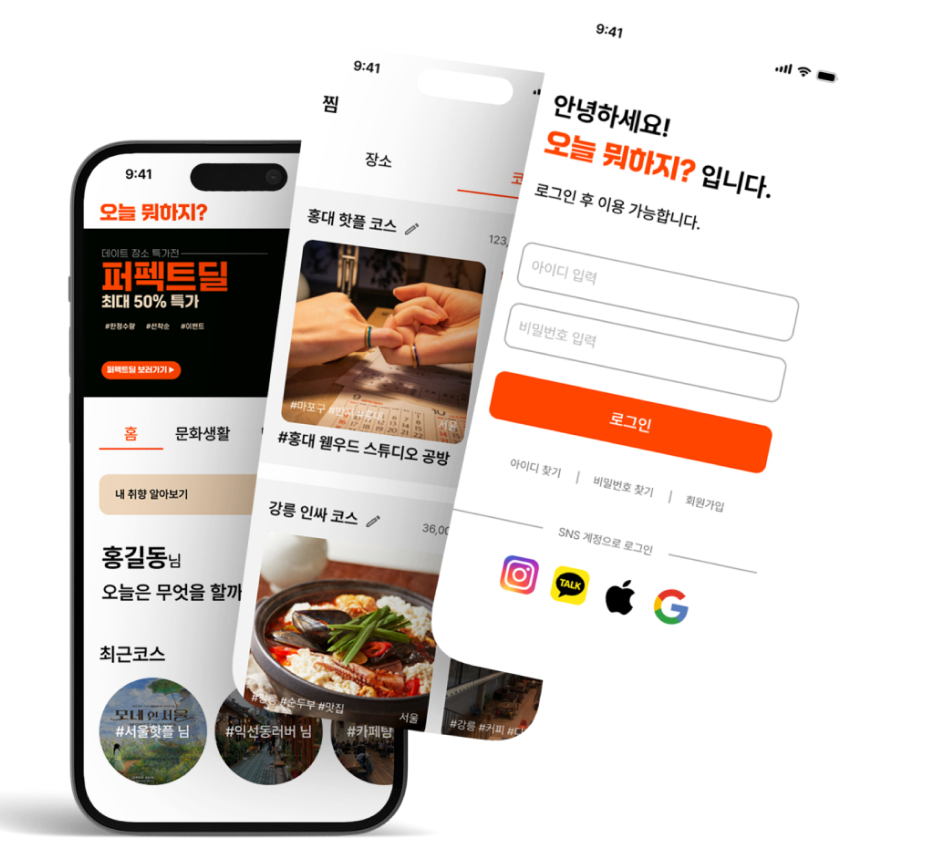 9:41
오늘 뭐하지?
데이트 장소 특가전
퍼펙트딜
최대 50% 특가
#한정수량 #선착순 #이벤트
퍼펙트딜 보러가기
홈 문화생활
내 취향 알아보기
홍길동님
오늘은 무엇을 할까
최근코스
모네 인서울
#서울핫플 님
#익선동러버 님
#카페탐
9:41
찜
장소
코
홍대 핫플 코스
123,
#마포구 #반지 #홍대
서울
#홍대 웰우드 스튜디오 공방
강릉 인싸 코스
36,00
#강릉 #순두부 #맛집
서울
#강릉 #커피
9:41
안녕하세요!
오늘 뭐하지? 입니다.
로그인 후 이용 가능합니다.
아이디 입력
비밀번호 입력
로그인
아이디 찾기 | 비밀번호 찾기 | 회원가입
SNS 계정으로 로그인
TALK